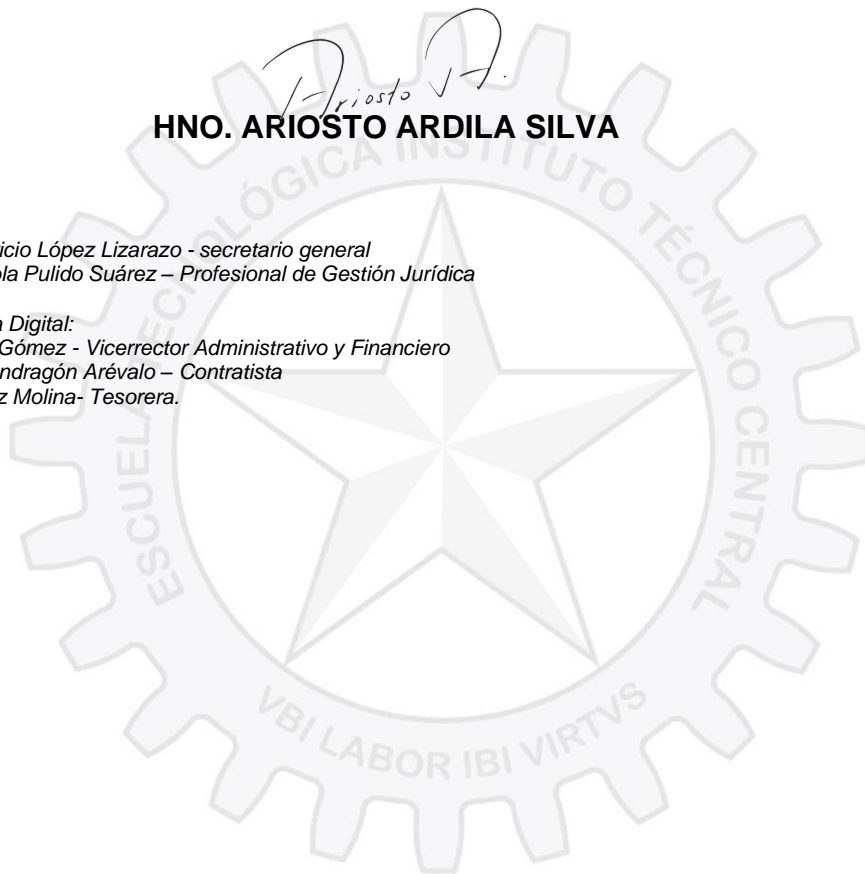 Ariosto A.
HNO. ARIOSTO ARDILA SILVA
icio López Lizarazo - secretario general
ola Pulido Suárez – Profesional de Gestión Jurídica
a Digital:
Gómez - Vicerrector Administrativo y Financiero
ndragón Arévalo – Contratista
z Molina- Tesorera.
ESCUELA TECNOLÓGICA INSTITUTO TÉCNICO CENTRAL
VBI LABOR IBI VIRTVS